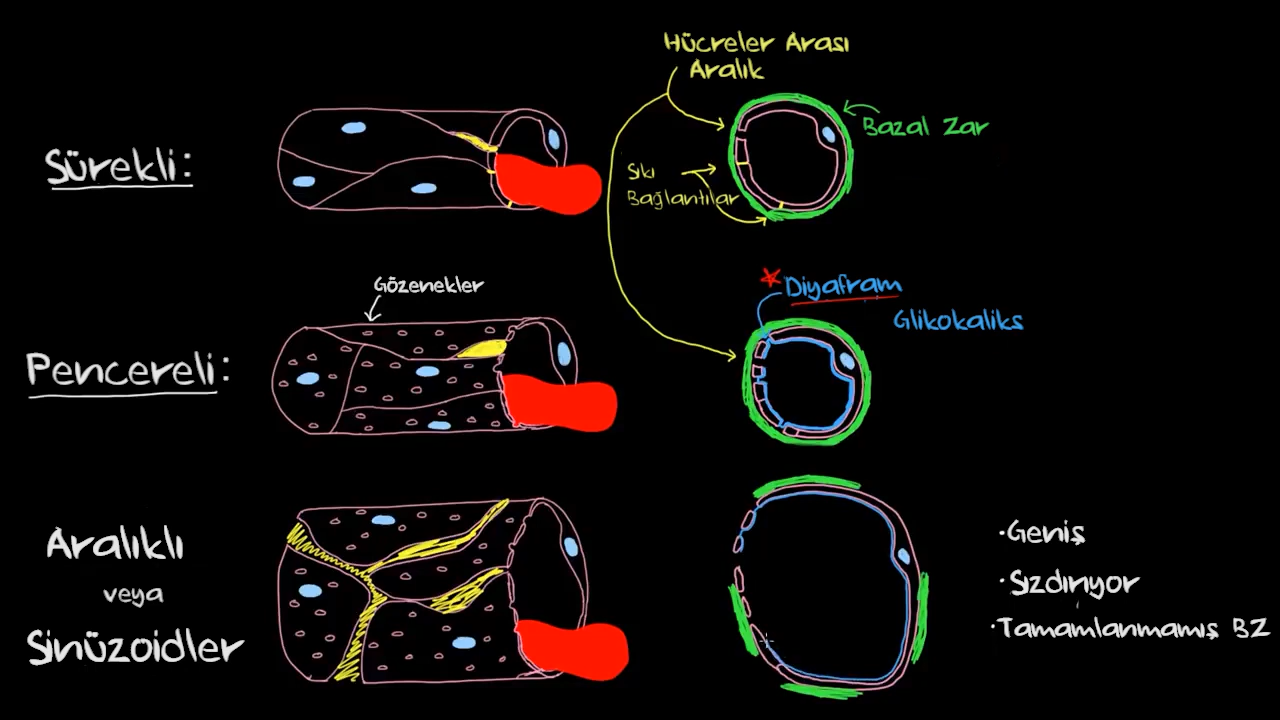 Hücreler Arası
Aralık
Bazal Zar
Sürekli:
Sıkı
Bağlantılar
Gözenekler
Diyafram
Glikokaliks
Pencereli:
Aralıklı
veya
Sinüzoidler
·Geniş
·Sızdırıyor
·Tamamlanmamış BZ